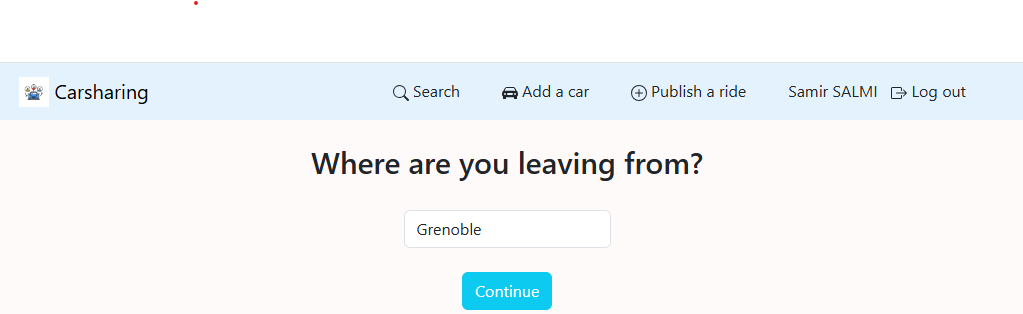 Carsharing Search Add a car Publish a ride Samir SALMI Log out
Where are you leaving from?
Grenoble
Continue